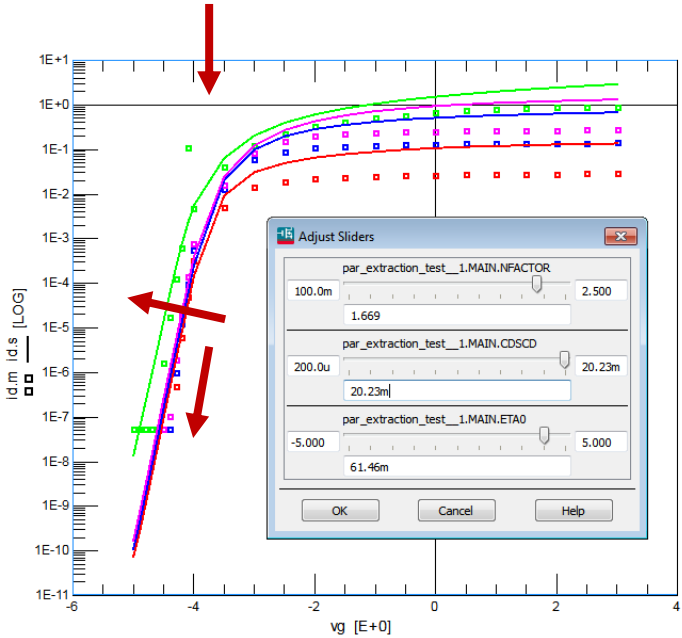 1E+1
1E+0
1E-1
1E-2
1E-3
1E-4
1E-5
1E-6
1E-7
1E-8
1E-9
1E-10
1E-11
id.m id.s [LOG]
-6
-4
-2
0
2
4
vg [E+0]
Adjust Sliders
par_extraction_test__1.MAIN.NFACTOR
100.0m
2.500
1.669
par_extraction_test__1.MAIN.CDSCD
200.0u
20.23m
20.23m
par_extraction_test__1.MAIN.ETA0
-5.000
5.000
61.46m
OK
Cancel
Help